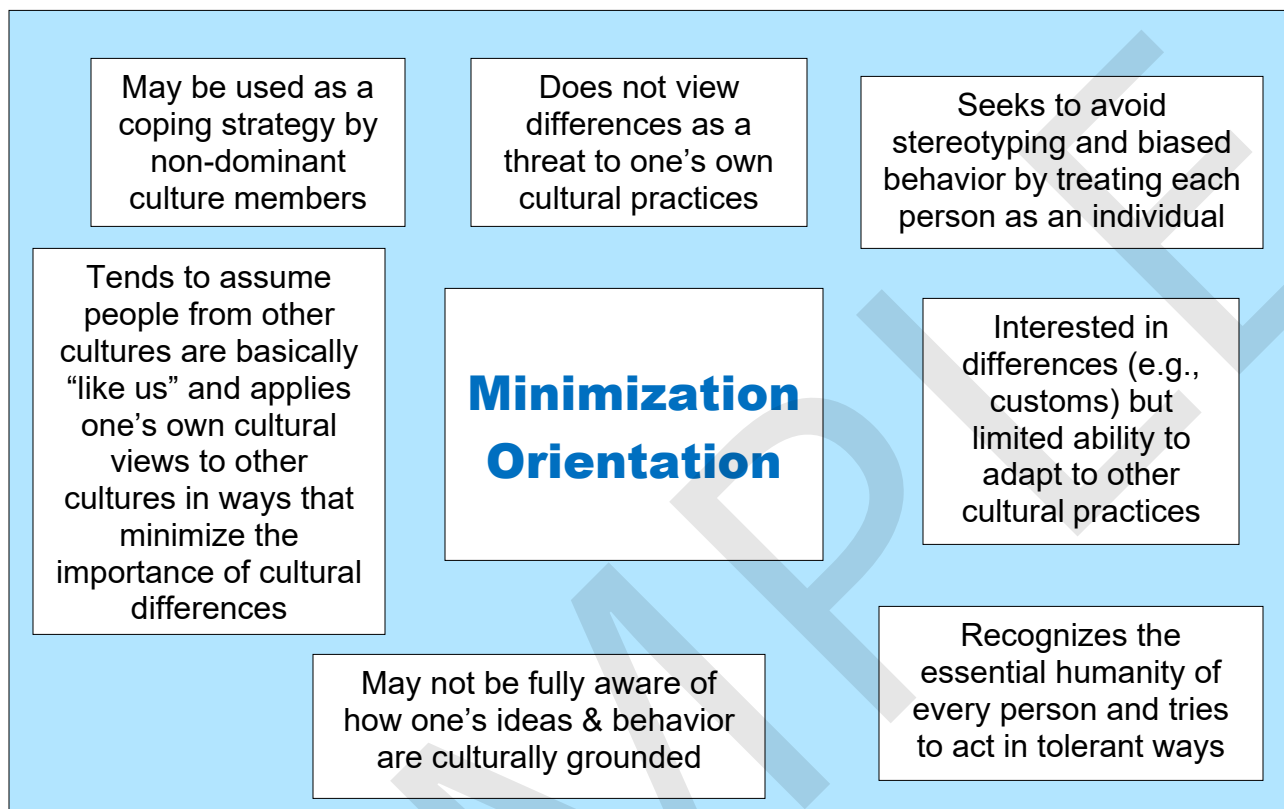 May be used as a
coping strategy by
non-dominant
culture members
Does not view
differences as a
threat to one’s own
cultural practices
Seeks to avoid
stereotyping and biased
behavior by treating each
person as an individual
Tends to assume
people from other
cultures are basically
“like us” and applies
one’s own cultural
views to other
cultures in ways that
minimize the
importance of cultural
differences
Minimization
Orientation
Interested in
differences (e.g.,
customs) but
limited ability to
adapt to other
cultural practices
May not be fully aware of
how one’s ideas & behavior
are culturally grounded
Recognizes the
essential humanity of
every person and tries
to act in tolerant ways
MPLE